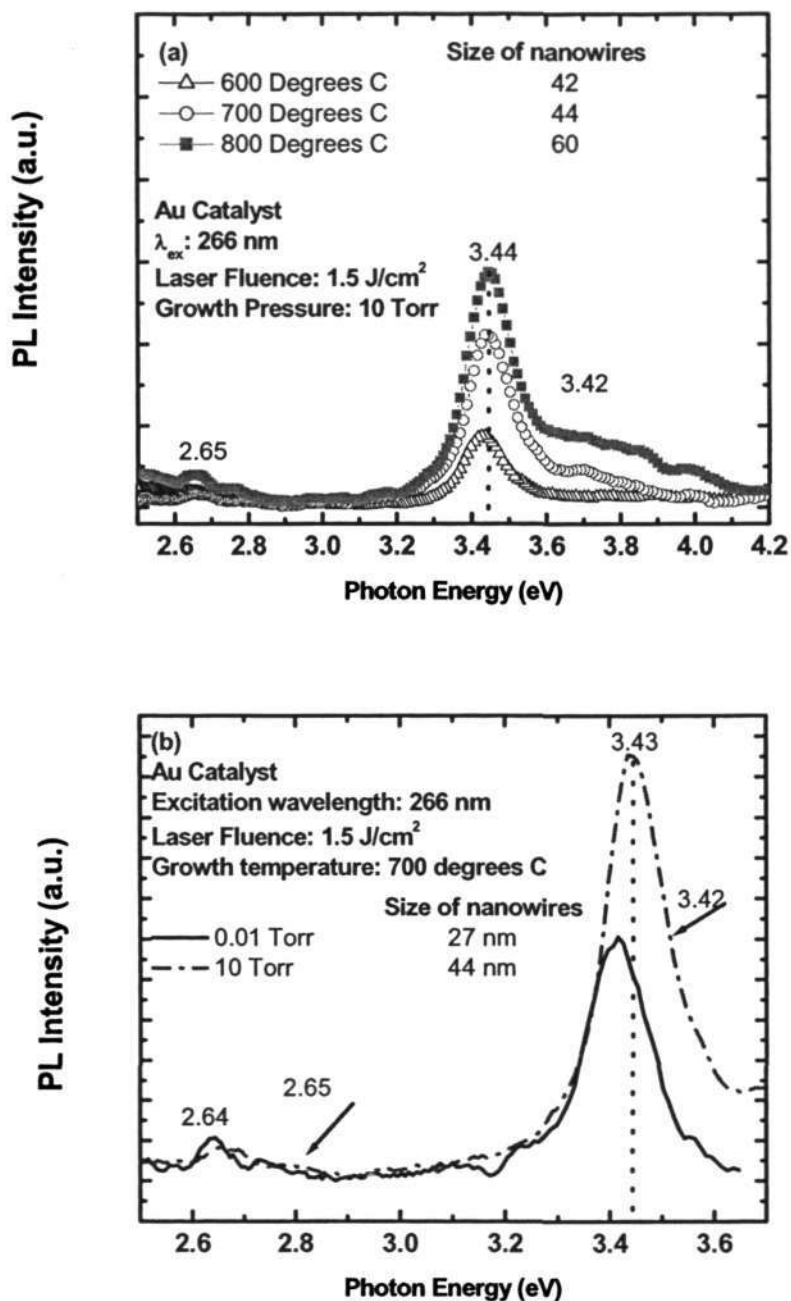 (a) Size of nanowires
600 Degrees C 42
700 Degrees C 44
800 Degrees C 60
Au Catalyst
λex: 266 nm
Laser Fluence: 1.5 J/cm²
Growth Pressure: 10 Torr
3.44
3.42
2.65
PL Intensity (a.u.)
2.6 2.8 3.0 3.2 3.4 3.6 3.8 4.0 4.2
Photon Energy (eV)
(b)
3.43
Au Catalyst
Excitation wavelength: 266 nm
Laser Fluence: 1.5 J/cm²
Growth temperature: 700 degrees C
3.42
Size of nanowires
0.01 Torr 27 nm
10 Torr 44 nm
2.65
2.64
PL Intensity (a.u.)
2.6 2.8 3.0 3.2 3.4 3.6
Photon Energy (eV)